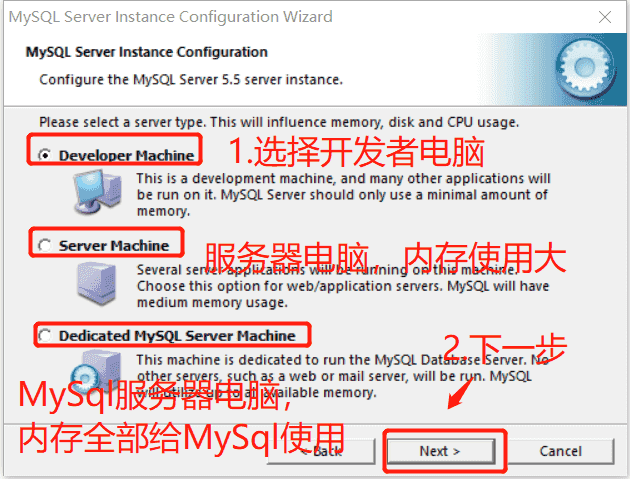 MySQL Server Instance Configuration Wizard
MySQL Server Instance Configuration
Configure the MySQL Server 5.5 server instance.
Please select a server type. This will influence memory, disk and CPU usage.
Developer Machine
1.选择开发者电脑
This is a development machine, and many other applications will
be run on it. MySQL Server should only use a minimal amount of
memory.
Server Machine
服务器电脑，内存使用大
Several server applications will be running on this machine.
Choose this option for web/application servers. MySQL will have
medium memory usage.
Dedicated MySQL Server Machine
2.下一步
This machine is dedicated to run the MySQL Database Server. No
other servers, such as a web or mail server, will be run. MySQL
will utilize up to all available memory.
MySql服务器电脑，
内存全部给MySql使用
< Back
Next >
Cancel